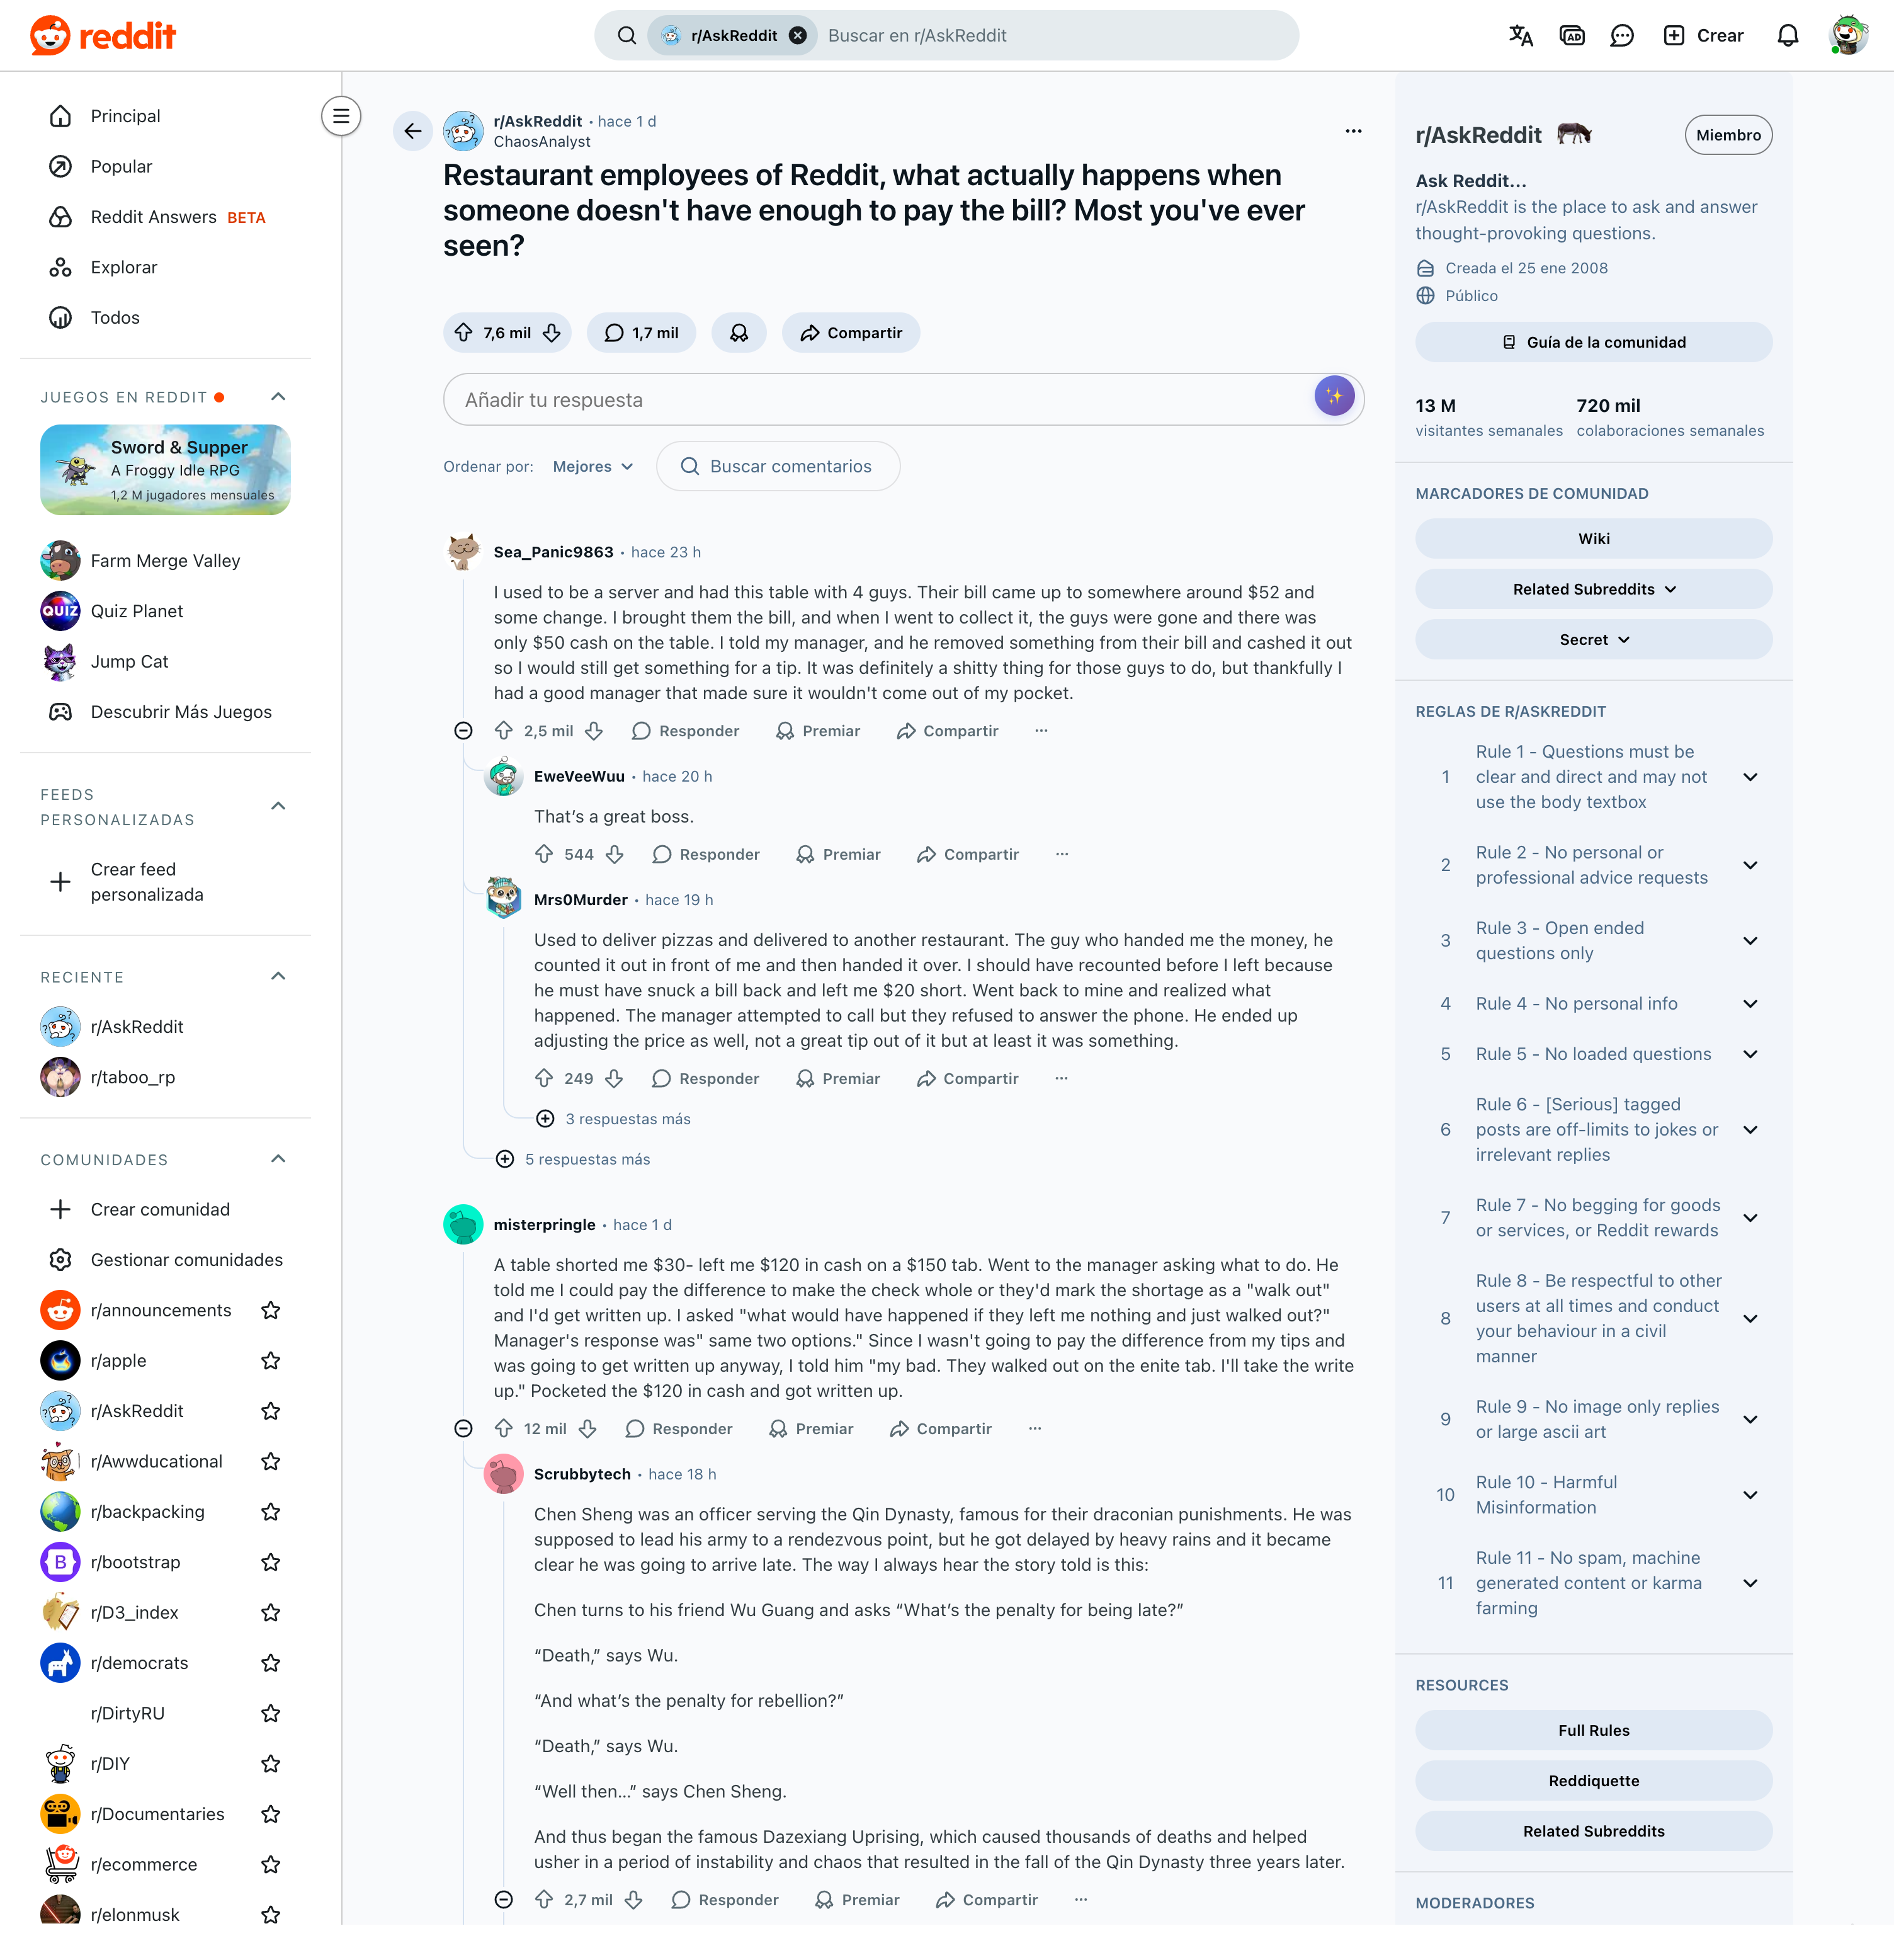 reddit
r/AskReddit
Buscar en r/AskReddit
AD
Crear
Principal
Popular
Reddit Answers BETA
Explorar
Todos
JUEGOS EN REDDIT
Sword & Supper
A Froggy Idle RPG
1,2 M jugadores mensuales
Farm Merge Valley
QUIZ
Quiz Planet
Jump Cat
Descubrir Más Juegos
FEEDS
PERSONALIZADAS
Crear feed
personalizada
RECIENTE
r/AskReddit
r/taboo_rp
COMUNIDADES
Crear comunidad
Gestionar comunidades
r/announcements
r/apple
r/AskReddit
r/Awwducational
r/backpacking
B
r/bootstrap
r/D3_index
r/democrats
r/DirtyRU
r/DIY
r/Documentaries
r/ecommerce
r/elonmusk
r/AskReddit • hace 1 d
ChaosAnalyst
Restaurant employees of Reddit, what actually happens when
someone doesn't have enough to pay the bill? Most you've ever
seen?
7,6 mil
1,7 mil
Compartir
Añadir tu respuesta
Ordenar por: Mejores
Buscar comentarios
Sea_Panic9863 • hace 23 h
I used to be a server and had this table with 4 guys. Their bill came up to somewhere around $52 and
some change. I brought them the bill, and when I went to collect it, the guys were gone and there was
only $50 cash on the table. I told my manager, and he removed something from their bill and cashed it out
so I would still get something for a tip. It was definitely a shitty thing for those guys to do, but thankfully I
had a good manager that made sure it wouldn't come out of my pocket.
2,5 mil Responder Premiar Compartir
EweVeeWuu • hace 20 h
That’s a great boss.
544 Responder Premiar Compartir
Mrs0Murder • hace 19 h
Used to deliver pizzas and delivered to another restaurant. The guy who handed me the money, he
counted it out in front of me and then handed it over. I should have recounted before I left because
he must have snuck a bill back and left me $20 short. Went back to mine and realized what
happened. The manager attempted to call but they refused to answer the phone. He ended up
adjusting the price as well, not a great tip out of it but at least it was something.
249 Responder Premiar Compartir
3 respuestas más
5 respuestas más
misterpringle • hace 1 d
A table shorted me $30- left me $120 in cash on a $150 tab. Went to the manager asking what to do. He
told me I could pay the difference to make the check whole or they'd mark the shortage as a "walk out"
and I'd get written up. I asked "what would have happened if they left me nothing and just walked out?"
Manager's response was" same two options." Since I wasn't going to pay the difference from my tips and
was going to get written up anyway, I told him "my bad. They walked out on the enite tab. I'll take the write
up." Pocketed the $120 in cash and got written up.
12 mil Responder Premiar Compartir
Scrubbytech • hace 18 h
Chen Sheng was an officer serving the Qin Dynasty, famous for their draconian punishments. He was
supposed to lead his army to a rendezvous point, but he got delayed by heavy rains and it became
clear he was going to arrive late. The way I always hear the story told is this:
Chen turns to his friend Wu Guang and asks “What’s the penalty for being late?”
“Death,” says Wu.
“And what’s the penalty for rebellion?”
“Death,” says Wu.
“Well then…” says Chen Sheng.
And thus began the famous Dazexiang Uprising, which caused thousands of deaths and helped
usher in a period of instability and chaos that resulted in the fall of the Qin Dynasty three years later.
2,7 mil Responder Premiar Compartir
r/AskReddit
Miembro
Ask Reddit...
r/AskReddit is the place to ask and answer
thought-provoking questions.
Creada el 25 ene 2008
Público
Guía de la comunidad
13 M 720 mil
visitantes semanales colaboraciones semanales
MARCADORES DE COMUNIDAD
Wiki
Related Subreddits
Secret
REGLAS DE R/ASKREDDIT
1 Rule 1 - Questions must be
clear and direct and may not
use the body textbox
2 Rule 2 - No personal or
professional advice requests
3 Rule 3 - Open ended
questions only
4 Rule 4 - No personal info
5 Rule 5 - No loaded questions
6 Rule 6 - [Serious] tagged
posts are off-limits to jokes or
irrelevant replies
7 Rule 7 - No begging for goods
or services, or Reddit rewards
8 Rule 8 - Be respectful to other
users at all times and conduct
your behaviour in a civil
manner
9 Rule 9 - No image only replies
or large ascii art
10 Rule 10 - Harmful
Misinformation
11 Rule 11 - No spam, machine
generated content or karma
farming
RESOURCES
Full Rules
Reddiquette
Related Subreddits
MODERADORES